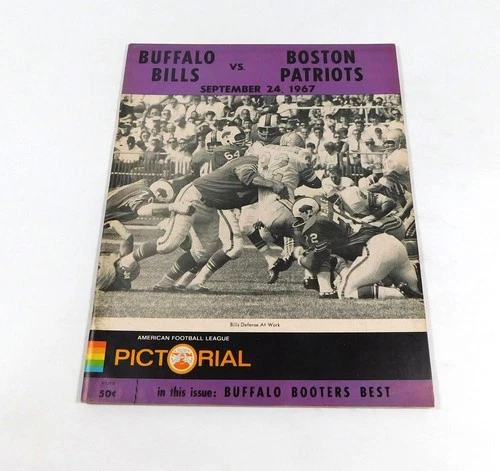 BUFFALO BILLS
VS.
BOSTON PATRIOTS
SEPTEMBER 24, 1967
64
Bills Defense At Work
AMERICAN FOOTBALL LEAGUE
PICTORIAL
50¢
in this issue: BUFFALO BOOTERS BEST